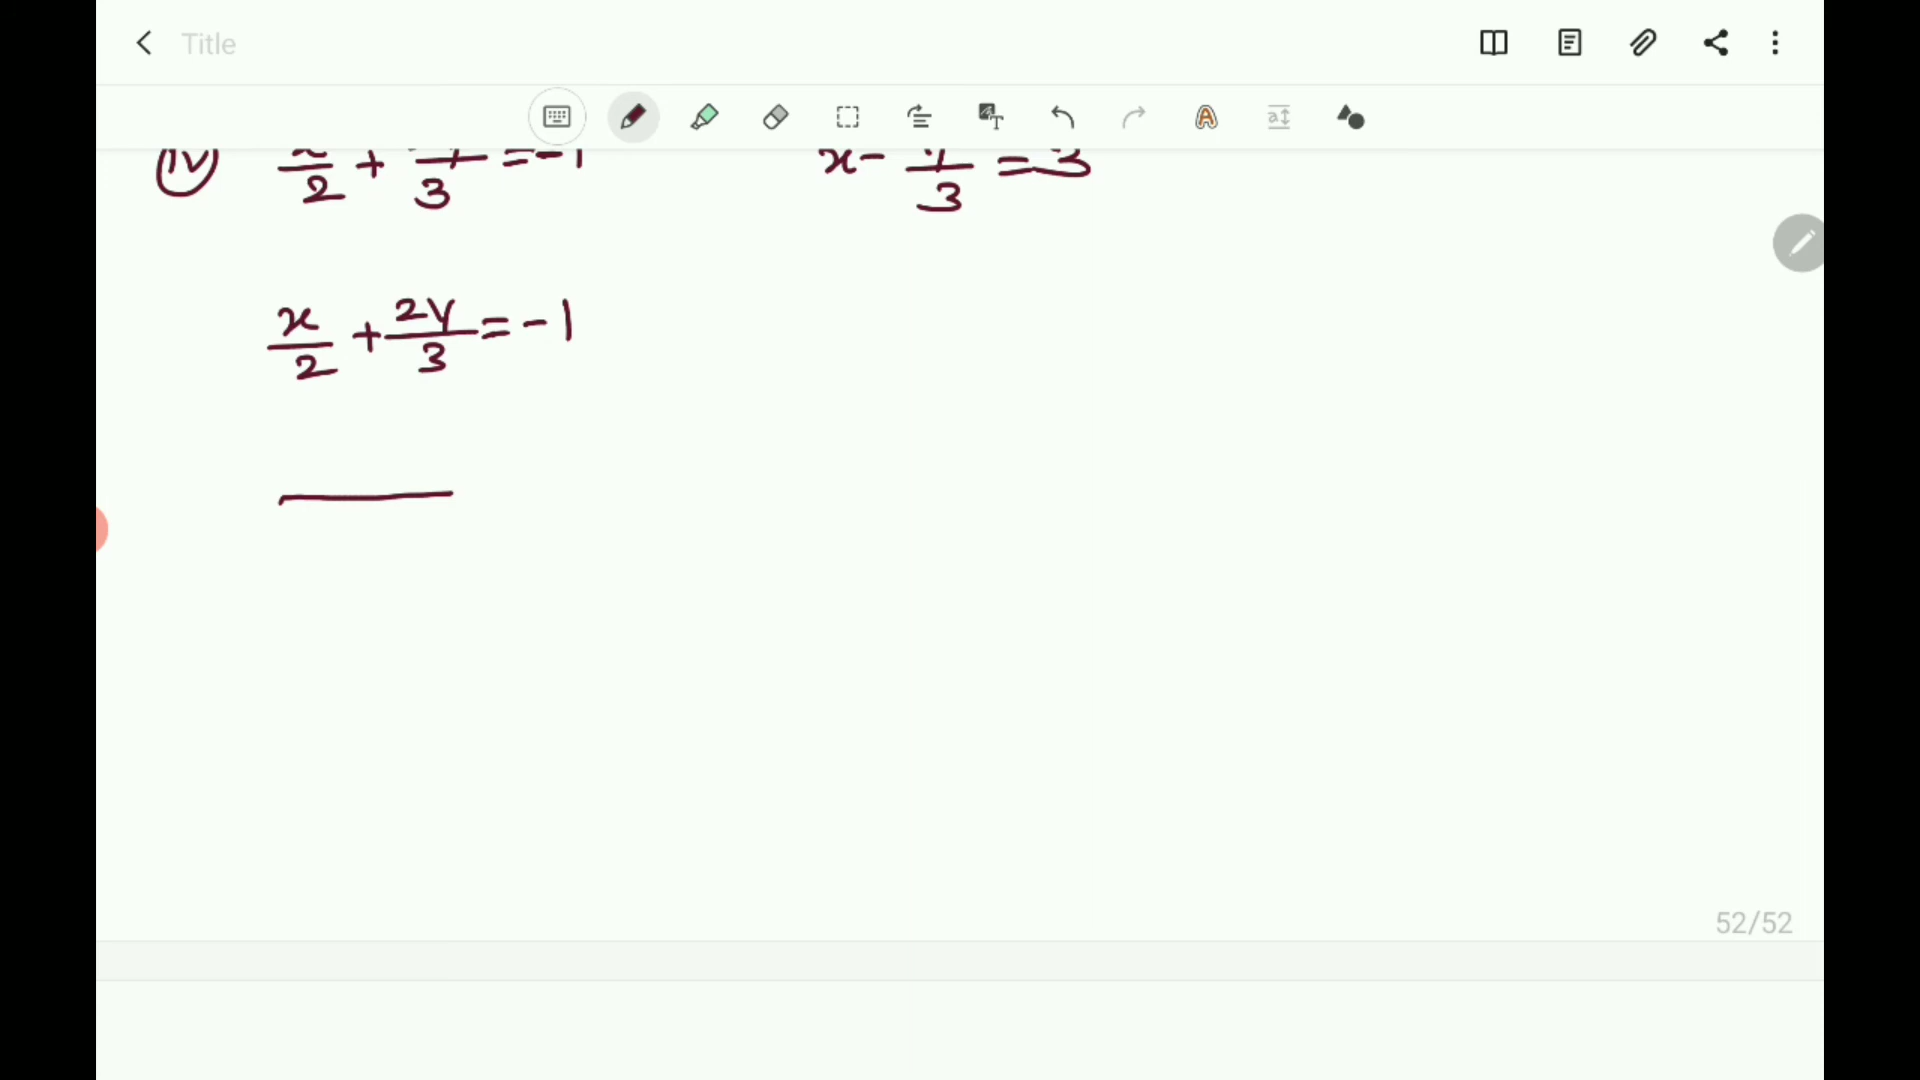 Title
(iv) x/2 + y/3 = -1 x - y/3 = 3
x/2 + 2y/3 = -1
52/52